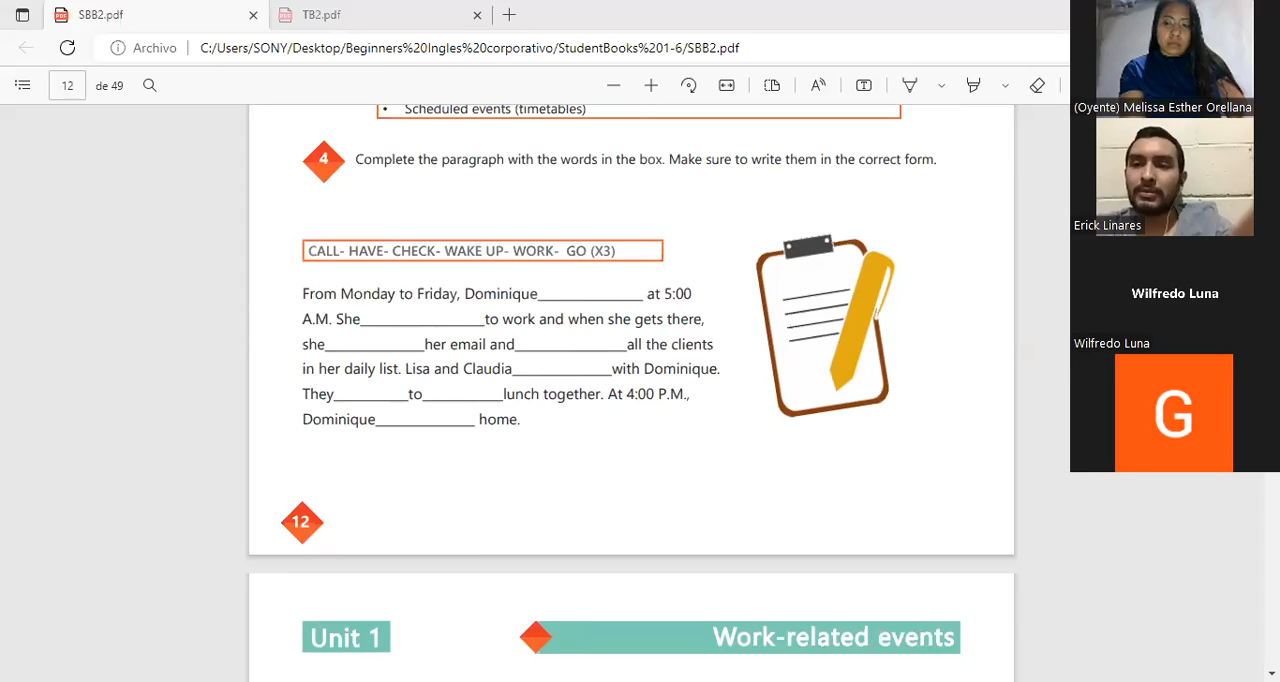 SBB2.pdf
TB2.pdf
Archivo
C:/Users/SONY/Desktop/Beginners%20Ingles%20corporativo/StudentBooks%201-6/SBB2.pdf
12 de 49
• Scheduled events (timetables)
4 Complete the paragraph with the words in the box. Make sure to write them in the correct form.
CALL- HAVE- CHECK- WAKE UP- WORK- GO (X3)
From Monday to Friday, Dominique______________ at 5:00
A.M. She________________to work and when she gets there,
she_____________her email and______________all the clients
in her daily list. Lisa and Claudia_____________with Dominique.
They__________to___________lunch together. At 4:00 P.M.,
Dominique_____________ home.
12
Unit 1
Work-related events
(Oyente) Melissa Esther Orellana
Erick Linares
Wilfredo Luna
Wilfredo Luna
G